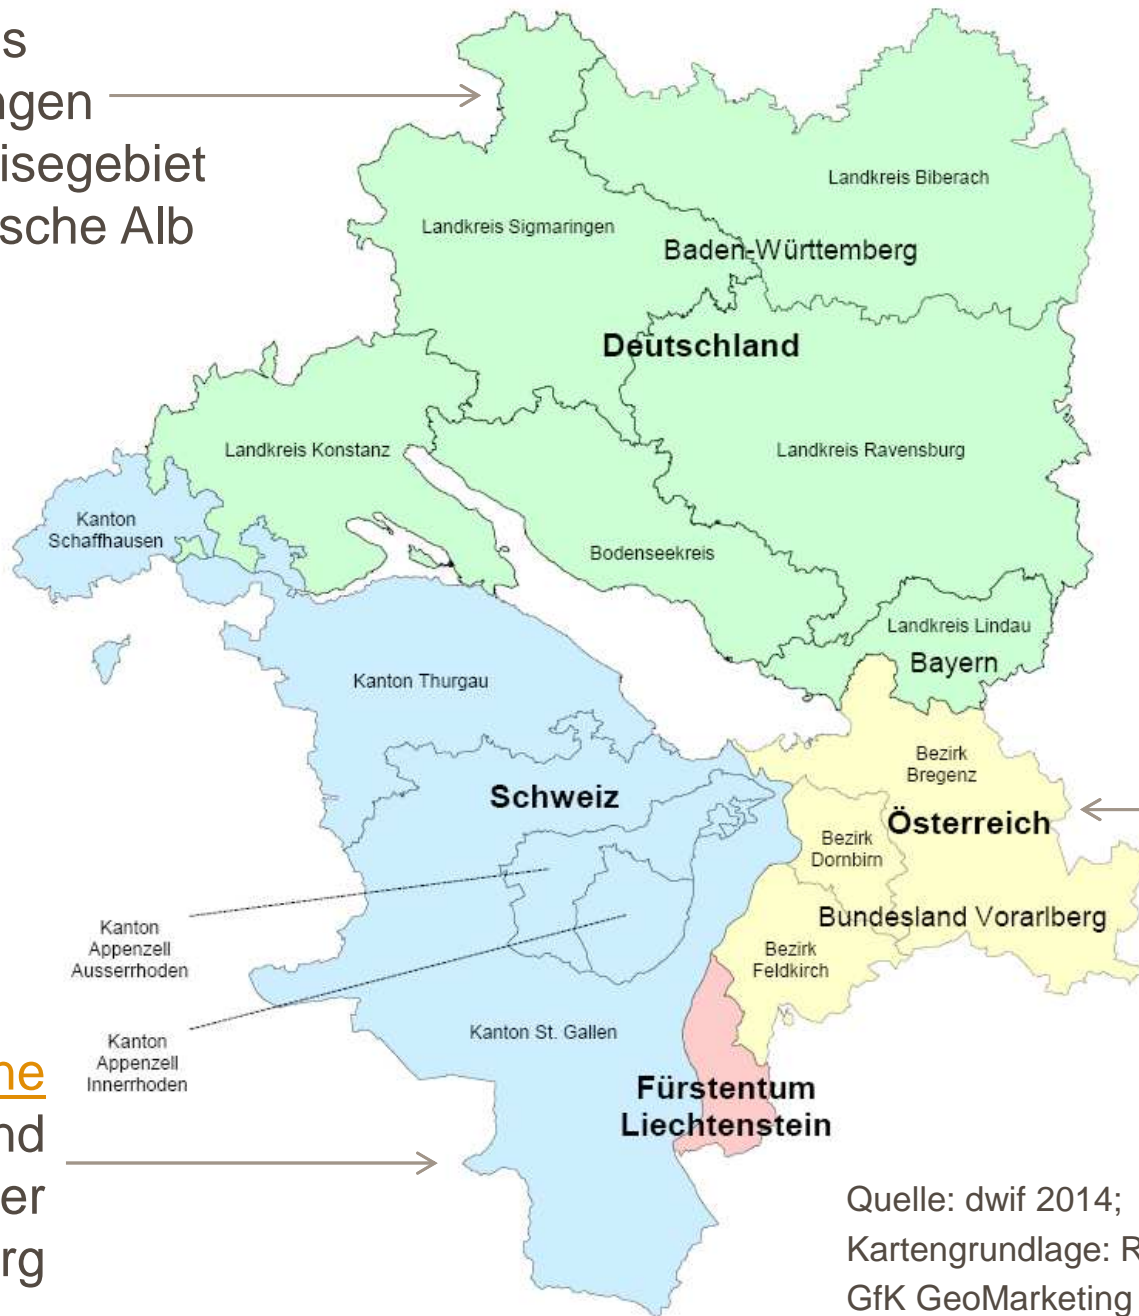 s
ngen
isegebiet
sche Alb
Landkreis Biberach
Landkreis Sigmaringen
Baden-Württemberg
Deutschland
Landkreis Konstanz
Landkreis Ravensburg
Kanton
Schaffhausen
Bodenseekreis
Landkreis Lindau
Bayern
Kanton Thurgau
Bezirk
Bregenz
Schweiz
Österreich
Bezirk
Dornbirn
Bundesland Vorarlberg
Kanton
Appenzell
Ausserrhoden
Bezirk
Feldkirch
Kanton St. Gallen
Kanton
Appenzell
Innerrhoden
Fürstentum
Liechtenstein
ne
nd
er
rg
Quelle: dwif 2014;
Kartengrundlage: R
GfK GeoMarketing